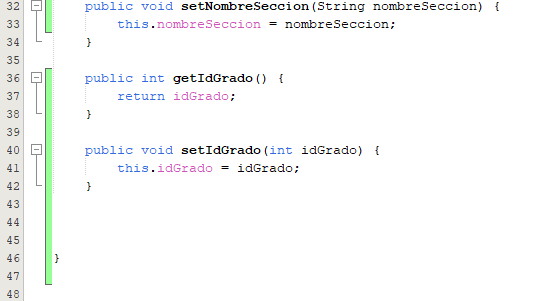 32 public void setNombreSeccion(String nombreSeccion) {
33 this.nombreSeccion = nombreSeccion;
34 }
35
36 public int getIdGrado() {
37 return idGrado;
38 }
39
40 public void setIdGrado(int idGrado) {
41 this.idGrado = idGrado;
42 }
43
44
45
46 }
47
48